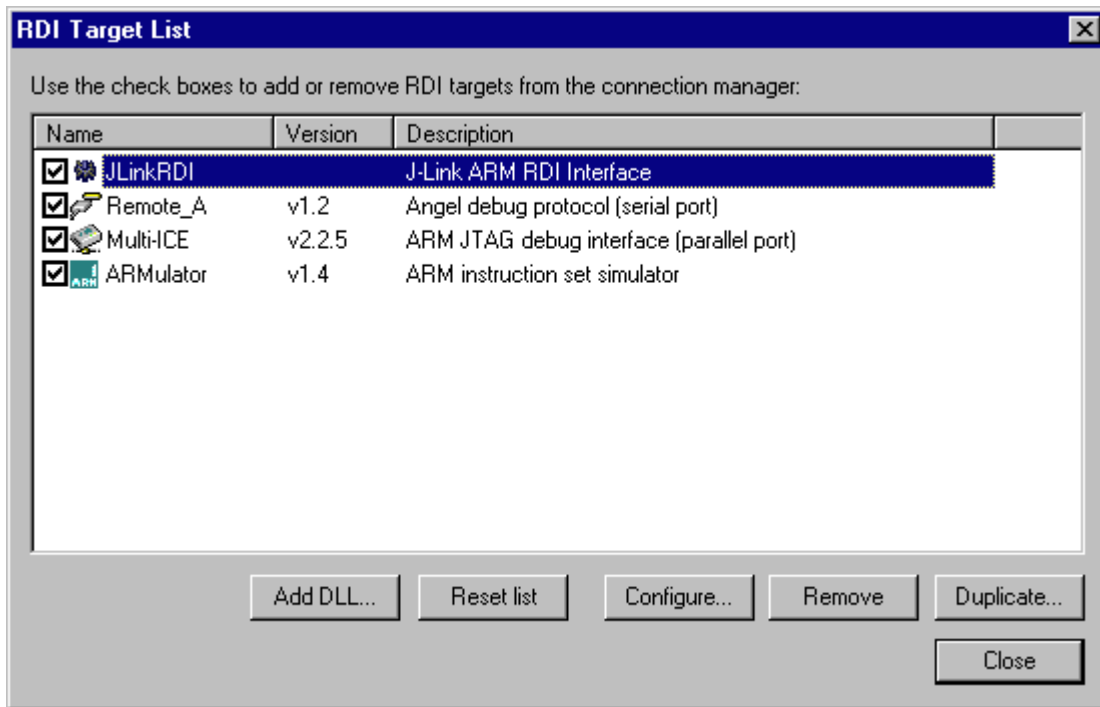 RDI Target List
Use the check boxes to add or remove RDI targets from the connection manager:
Name Version Description
JLinkRDI J-Link ARM RDI Interface
Remote_A v1.2 Angel debug protocol (serial port)
Multi-ICE v2.2.5 ARM JTAG debug interface (parallel port)
ARM ARMulator v1.4 ARM instruction set simulator
Add DLL... Reset list Configure... Remove Duplicate...
Close